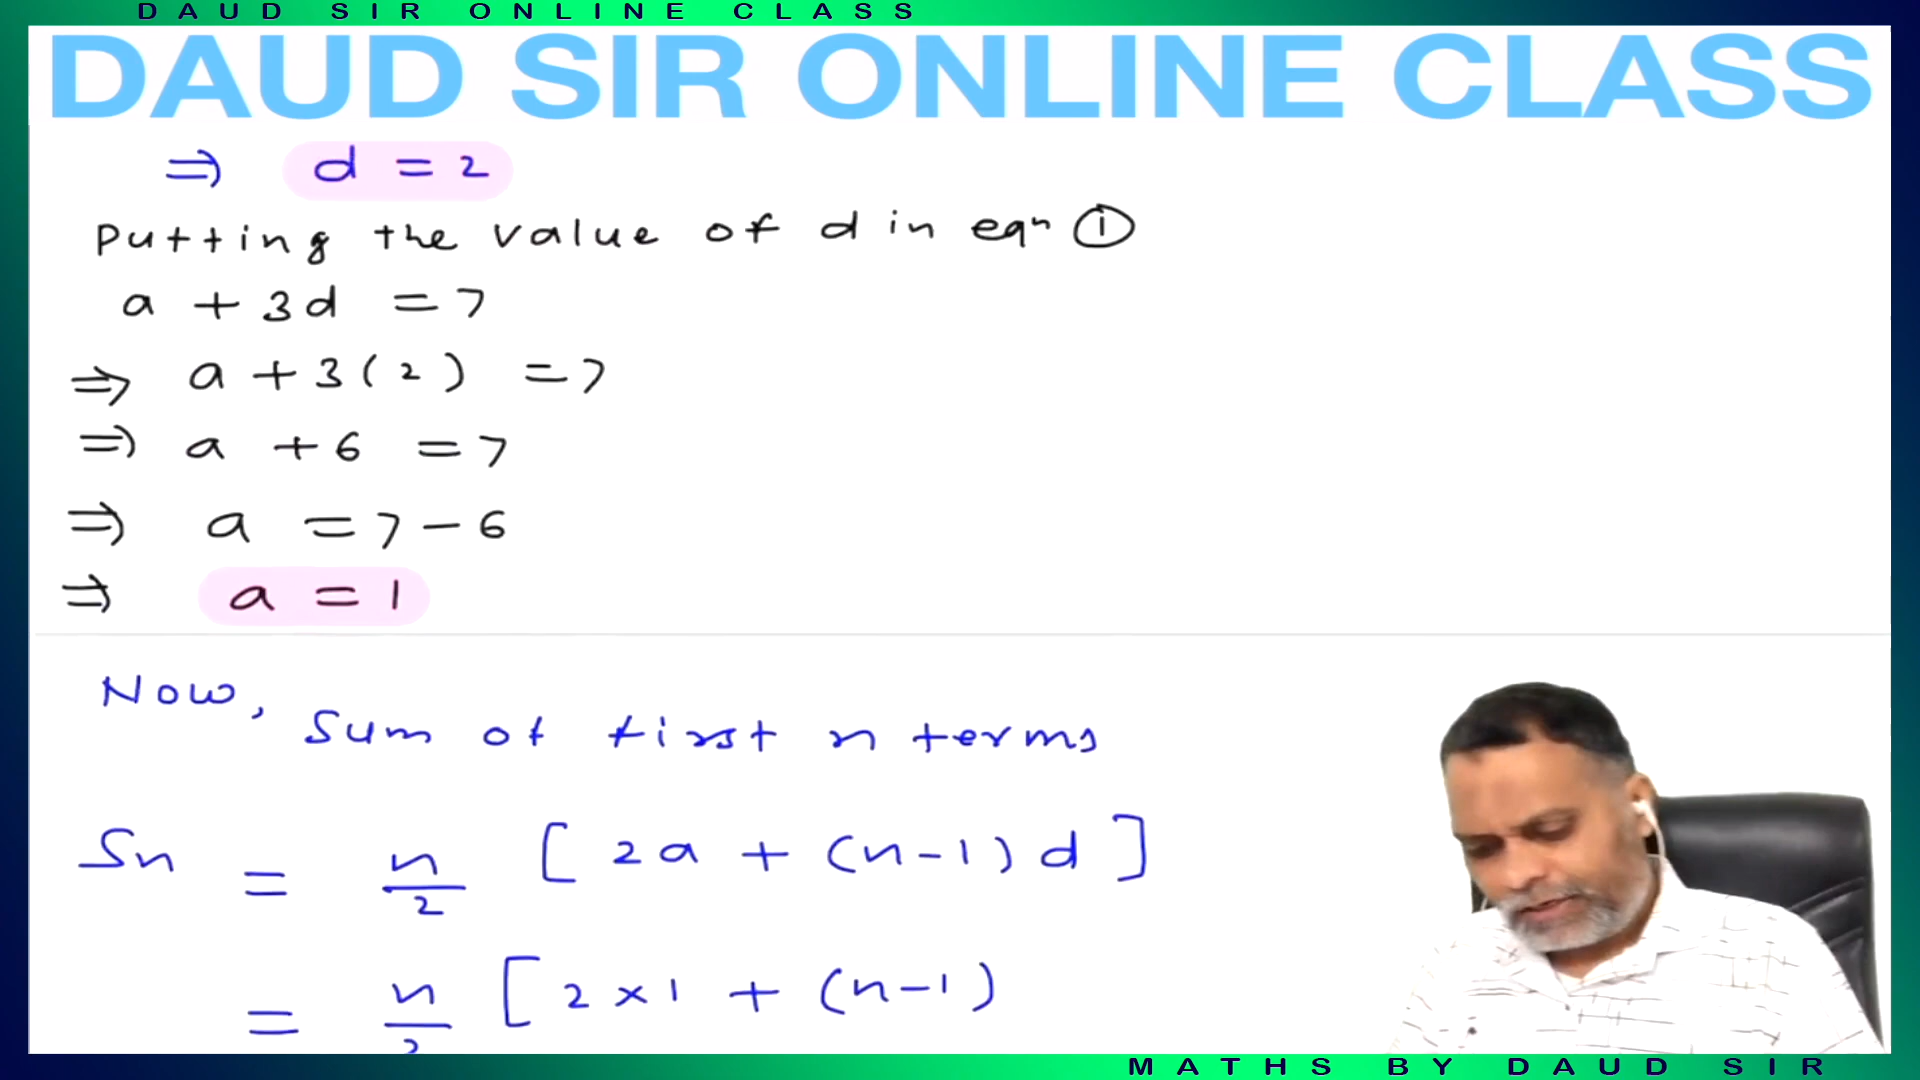 DAUD SIR ONLINE CLASS
DAUD SIR ONLINE CLASS
⇒ d = 2
Putting the value of d in eqn ①
a + 3d = 7
⇒ a + 3(2) = 7
⇒ a + 6 = 7
⇒ a = 7 - 6
⇒ a = 1
Now, Sum of first n terms
Sn = n/2 [2a + (n-1)d]
= n/2 [2×1 + (n-1)
MATHS BY DAUD SIR